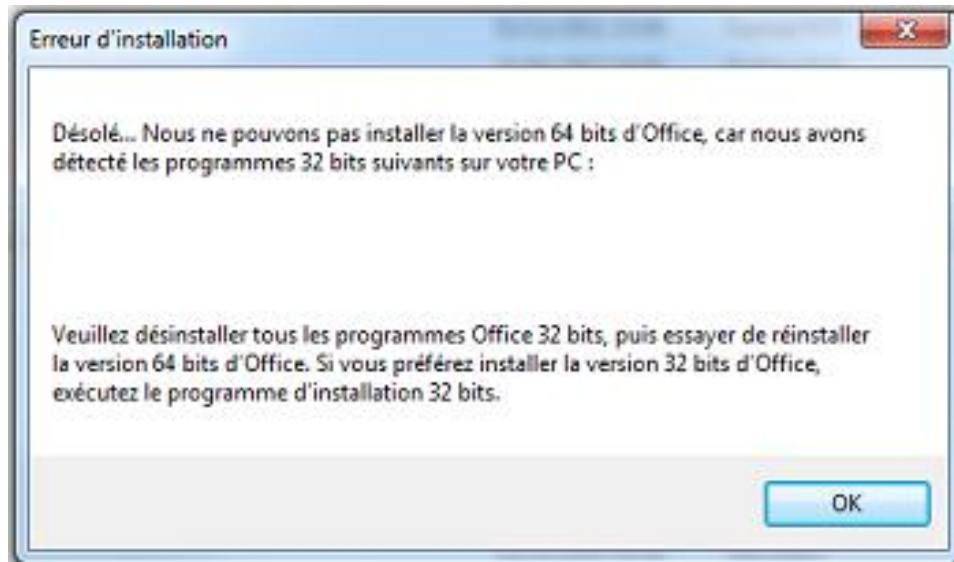 Erreur d'installation
Désolé... Nous ne pouvons pas installer la version 64 bits d'Office, car nous avons
détecté les programmes 32 bits suivants sur votre PC :
Veuillez désinstaller tous les programmes Office 32 bits, puis essayer de réinstaller
la version 64 bits d'Office. Si vous préférez installer la version 32 bits d'Office,
exécutez le programme d'installation 32 bits.
OK